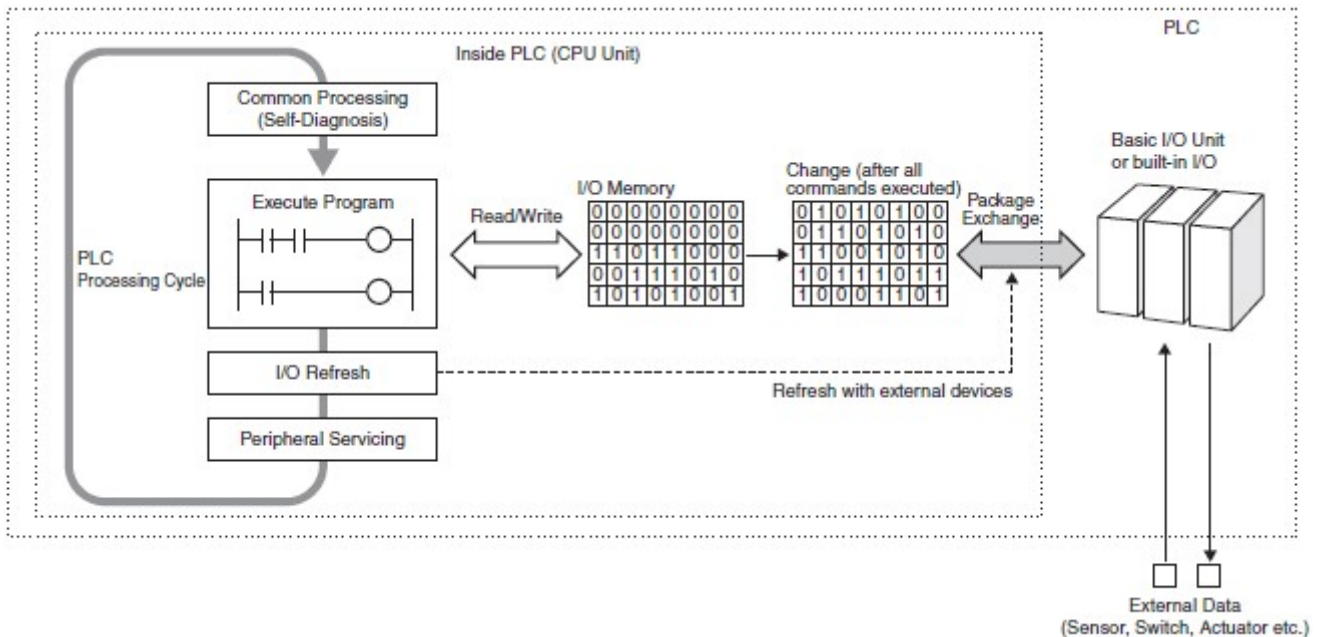 PLC
Inside PLC (CPU Unit)
Common Processing
(Self-Diagnosis)
Execute Program
PLC
Processing Cycle
I/O Refresh
Peripheral Servicing
Read/Write
I/O Memory
0 0 0 0 0 0 0 0
0 0 0 0 0 0 0 0
1 1 0 1 1 0 0 0
0 0 1 1 1 0 1 0
1 0 1 0 1 0 0 1
Change (after all
commands executed)
0 1 0 1 0 1 0 0
0 1 1 0 1 0 1 0
1 1 0 0 1 0 1 0
1 0 1 1 1 0 1 1
1 0 0 0 1 1 0 1
Package
Exchange
Refresh with external devices
Basic I/O Unit
or built-in I/O
External Data
(Sensor, Switch, Actuator etc.)